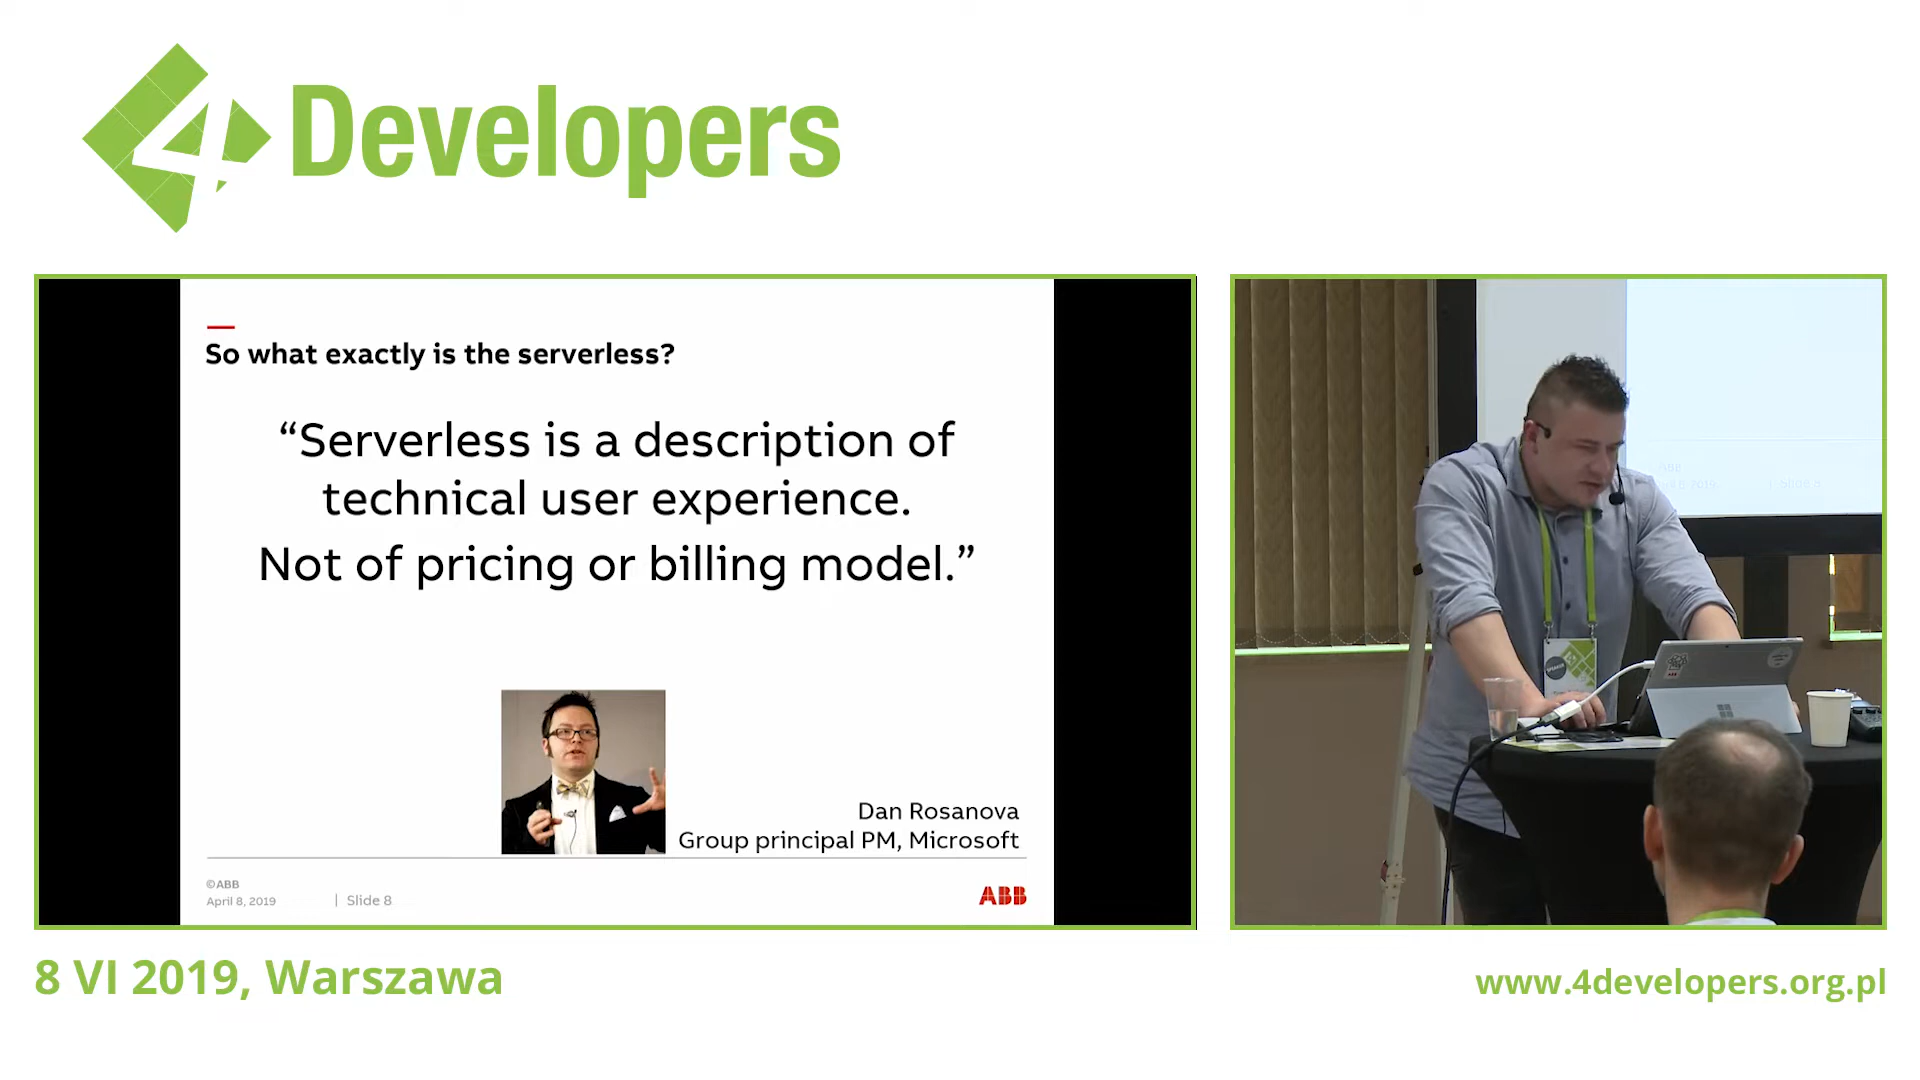 4Developers
So what exactly is the serverless?
“Serverless is a description of
technical user experience.
Not of pricing or billing model.”
Dan Rosanova
Group principal PM, Microsoft
©ABB
April 8, 2019 | Slide 8
ABB
8 VI 2019, Warszawa
www.4developers.org.pl